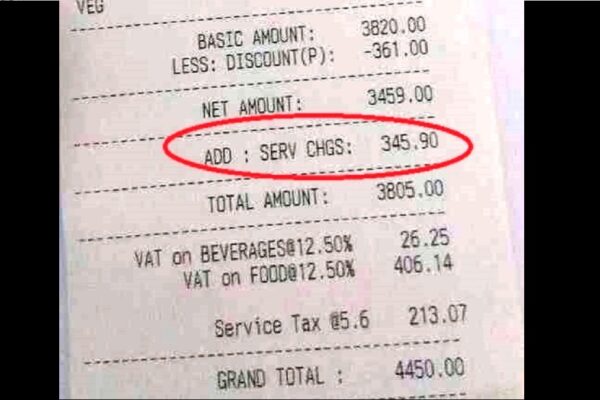 VEG
BASIC AMOUNT: 3820.00
LESS: DISCOUNT(P): -361.00
NET AMOUNT: 3459.00
ADD : SERV CHGS: 345.90
TOTAL AMOUNT: 3805.00
VAT on BEVERAGES@12.50% 26.25
VAT on FOOD@12.50% 406.14
Service Tax @5.6 213.07
GRAND TOTAL : 4450.00